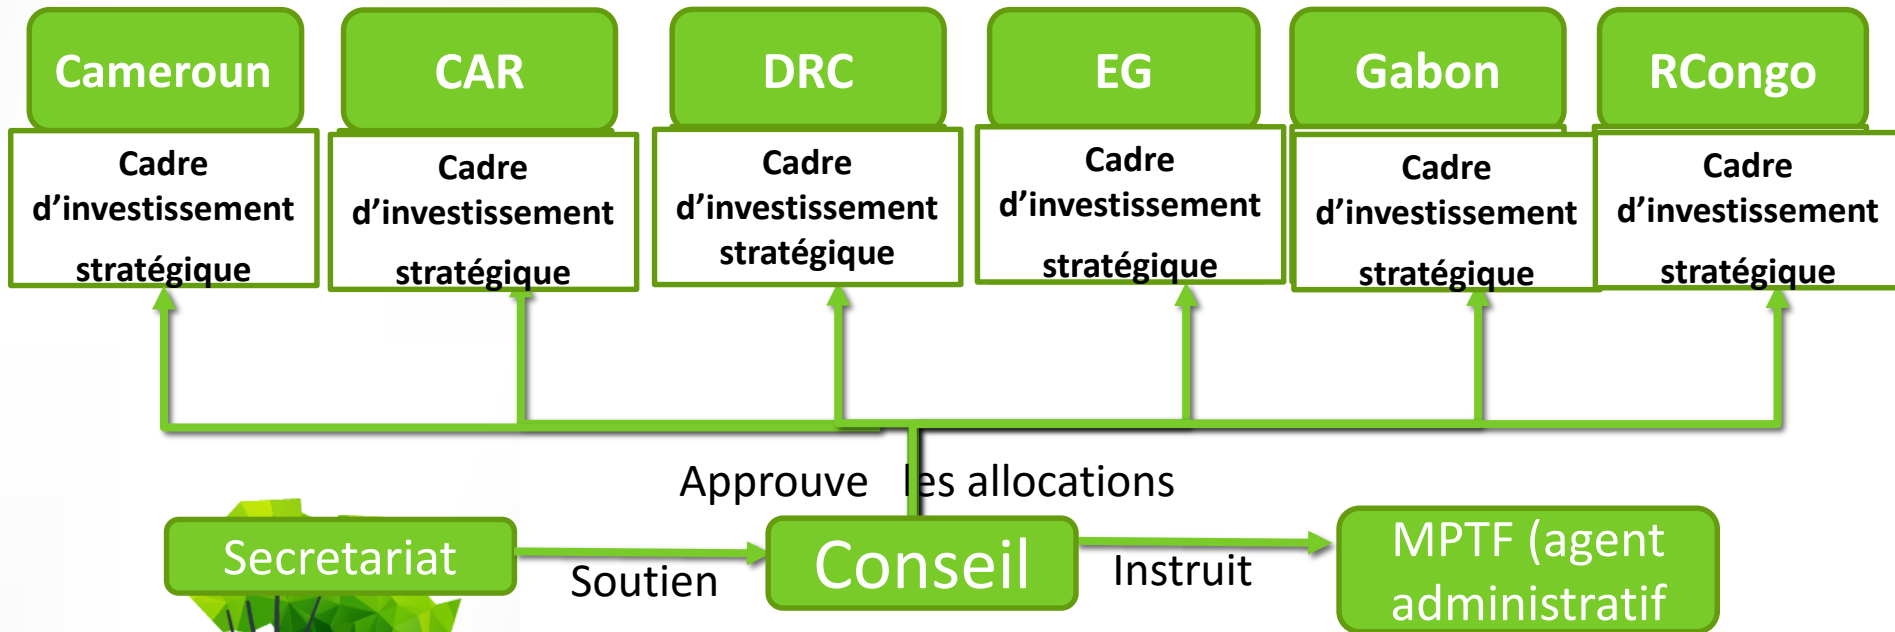 Cameroun
CAR
DRC
EG
Gabon
RCongo
Cadre
d’investissement
stratégique
Cadre
d’investissement
stratégique
Cadre
d’investissement
stratégique
Cadre
d’investissement
stratégique
Cadre
d’investissement
stratégique
Cadre
d’investissement
stratégique
Approuve les allocations
Secretariat
Soutien
Conseil
Instruit
MPTF (agent
administratif